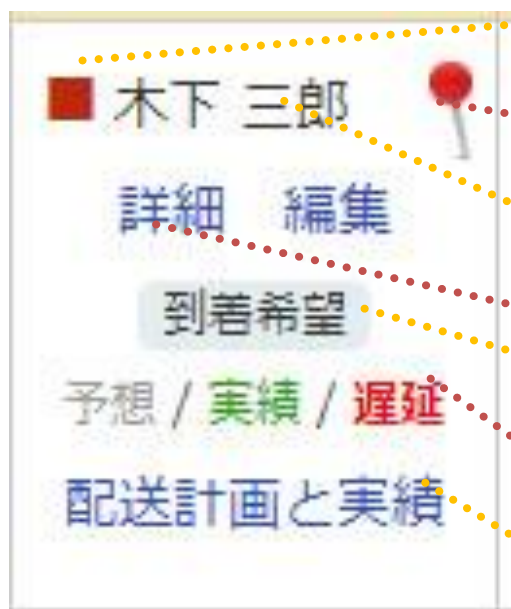 木下 三郎
詳細 編集
到着希望
予想 / 実績 / 遅延
配送計画と実績